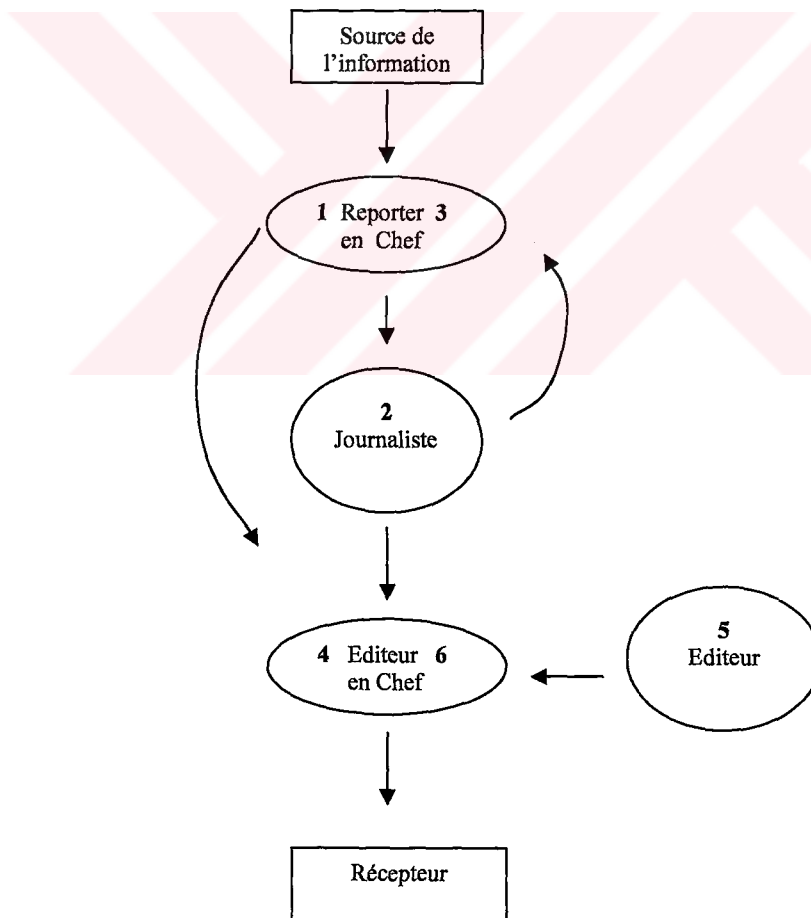 Source de
l'information
1 Reporter 3
en Chef
2
Journaliste
4 Editeur 6
en Chef
5
Editeur
Récepteur